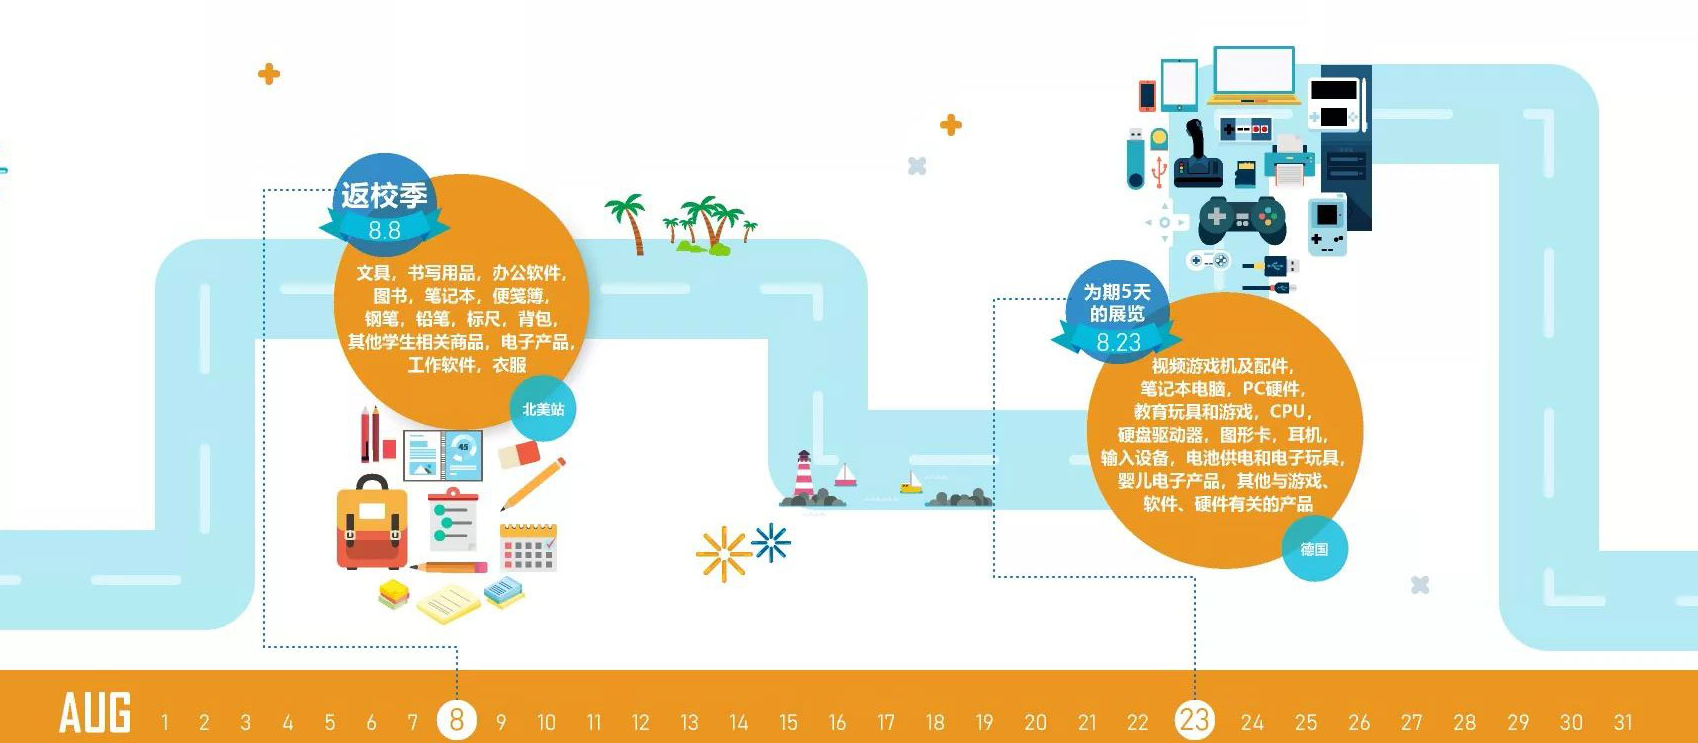 返校季
8.8
文具，书写用品，办公软件，
图书，笔记本，便笺簿，
钢笔，铅笔，标尺，背包，
其他学生相关商品，电子产品，
工作软件，衣服
北美站
45
为期5天
的展览
8.23
视频游戏机及配件，
笔记本电脑，PC硬件，
教育玩具和游戏，CPU，
硬盘驱动器，图形卡，耳机，
输入设备，电池供电和电子玩具，
婴儿电子产品，其他与游戏、
软件、硬件有关的产品
德国
AUG 1 2 3 4 5 6 7 8 9 10 11 12 13 14 15 16 17 18 19 20 21 22 23 24 25 26 27 28 29 30 31